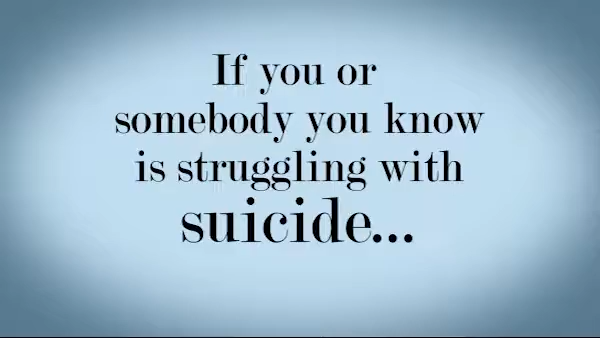 If you or
somebody you know
is struggling with
suicide...